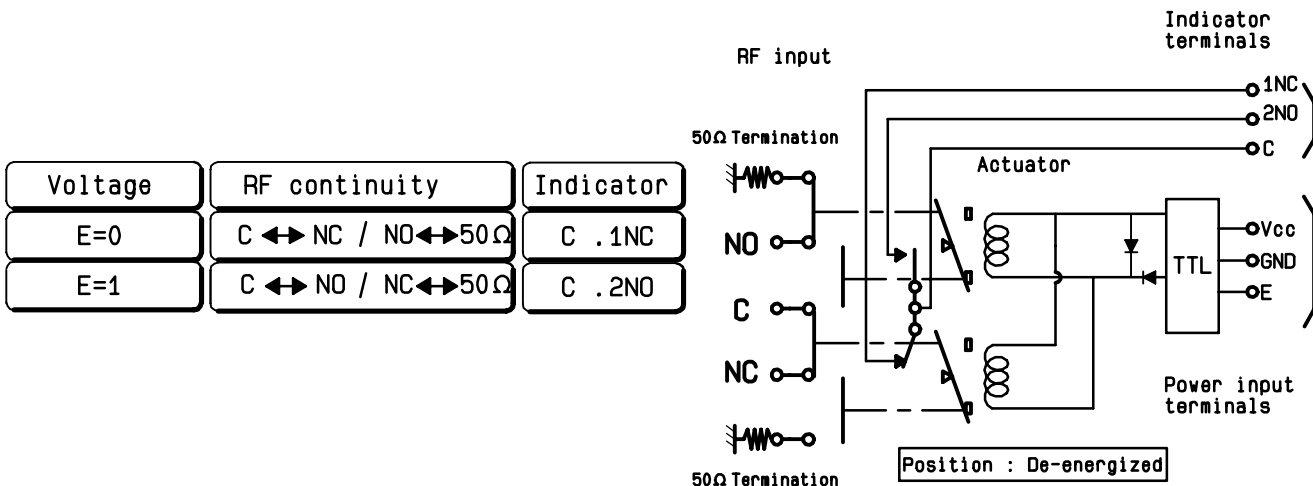 Voltage RF continuity Indicator
E=0 C ↔ NC / NO↔50Ω C .1NC
E=1 C ↔ NO / NC↔50Ω C .2NO
RF input
Indicator
terminals
1NC
2NO
C
50Ω Termination
Actuator
NO
C
NC
50Ω Termination
TTL
Vcc
GND
E
Power input
terminals
Position : De-energized